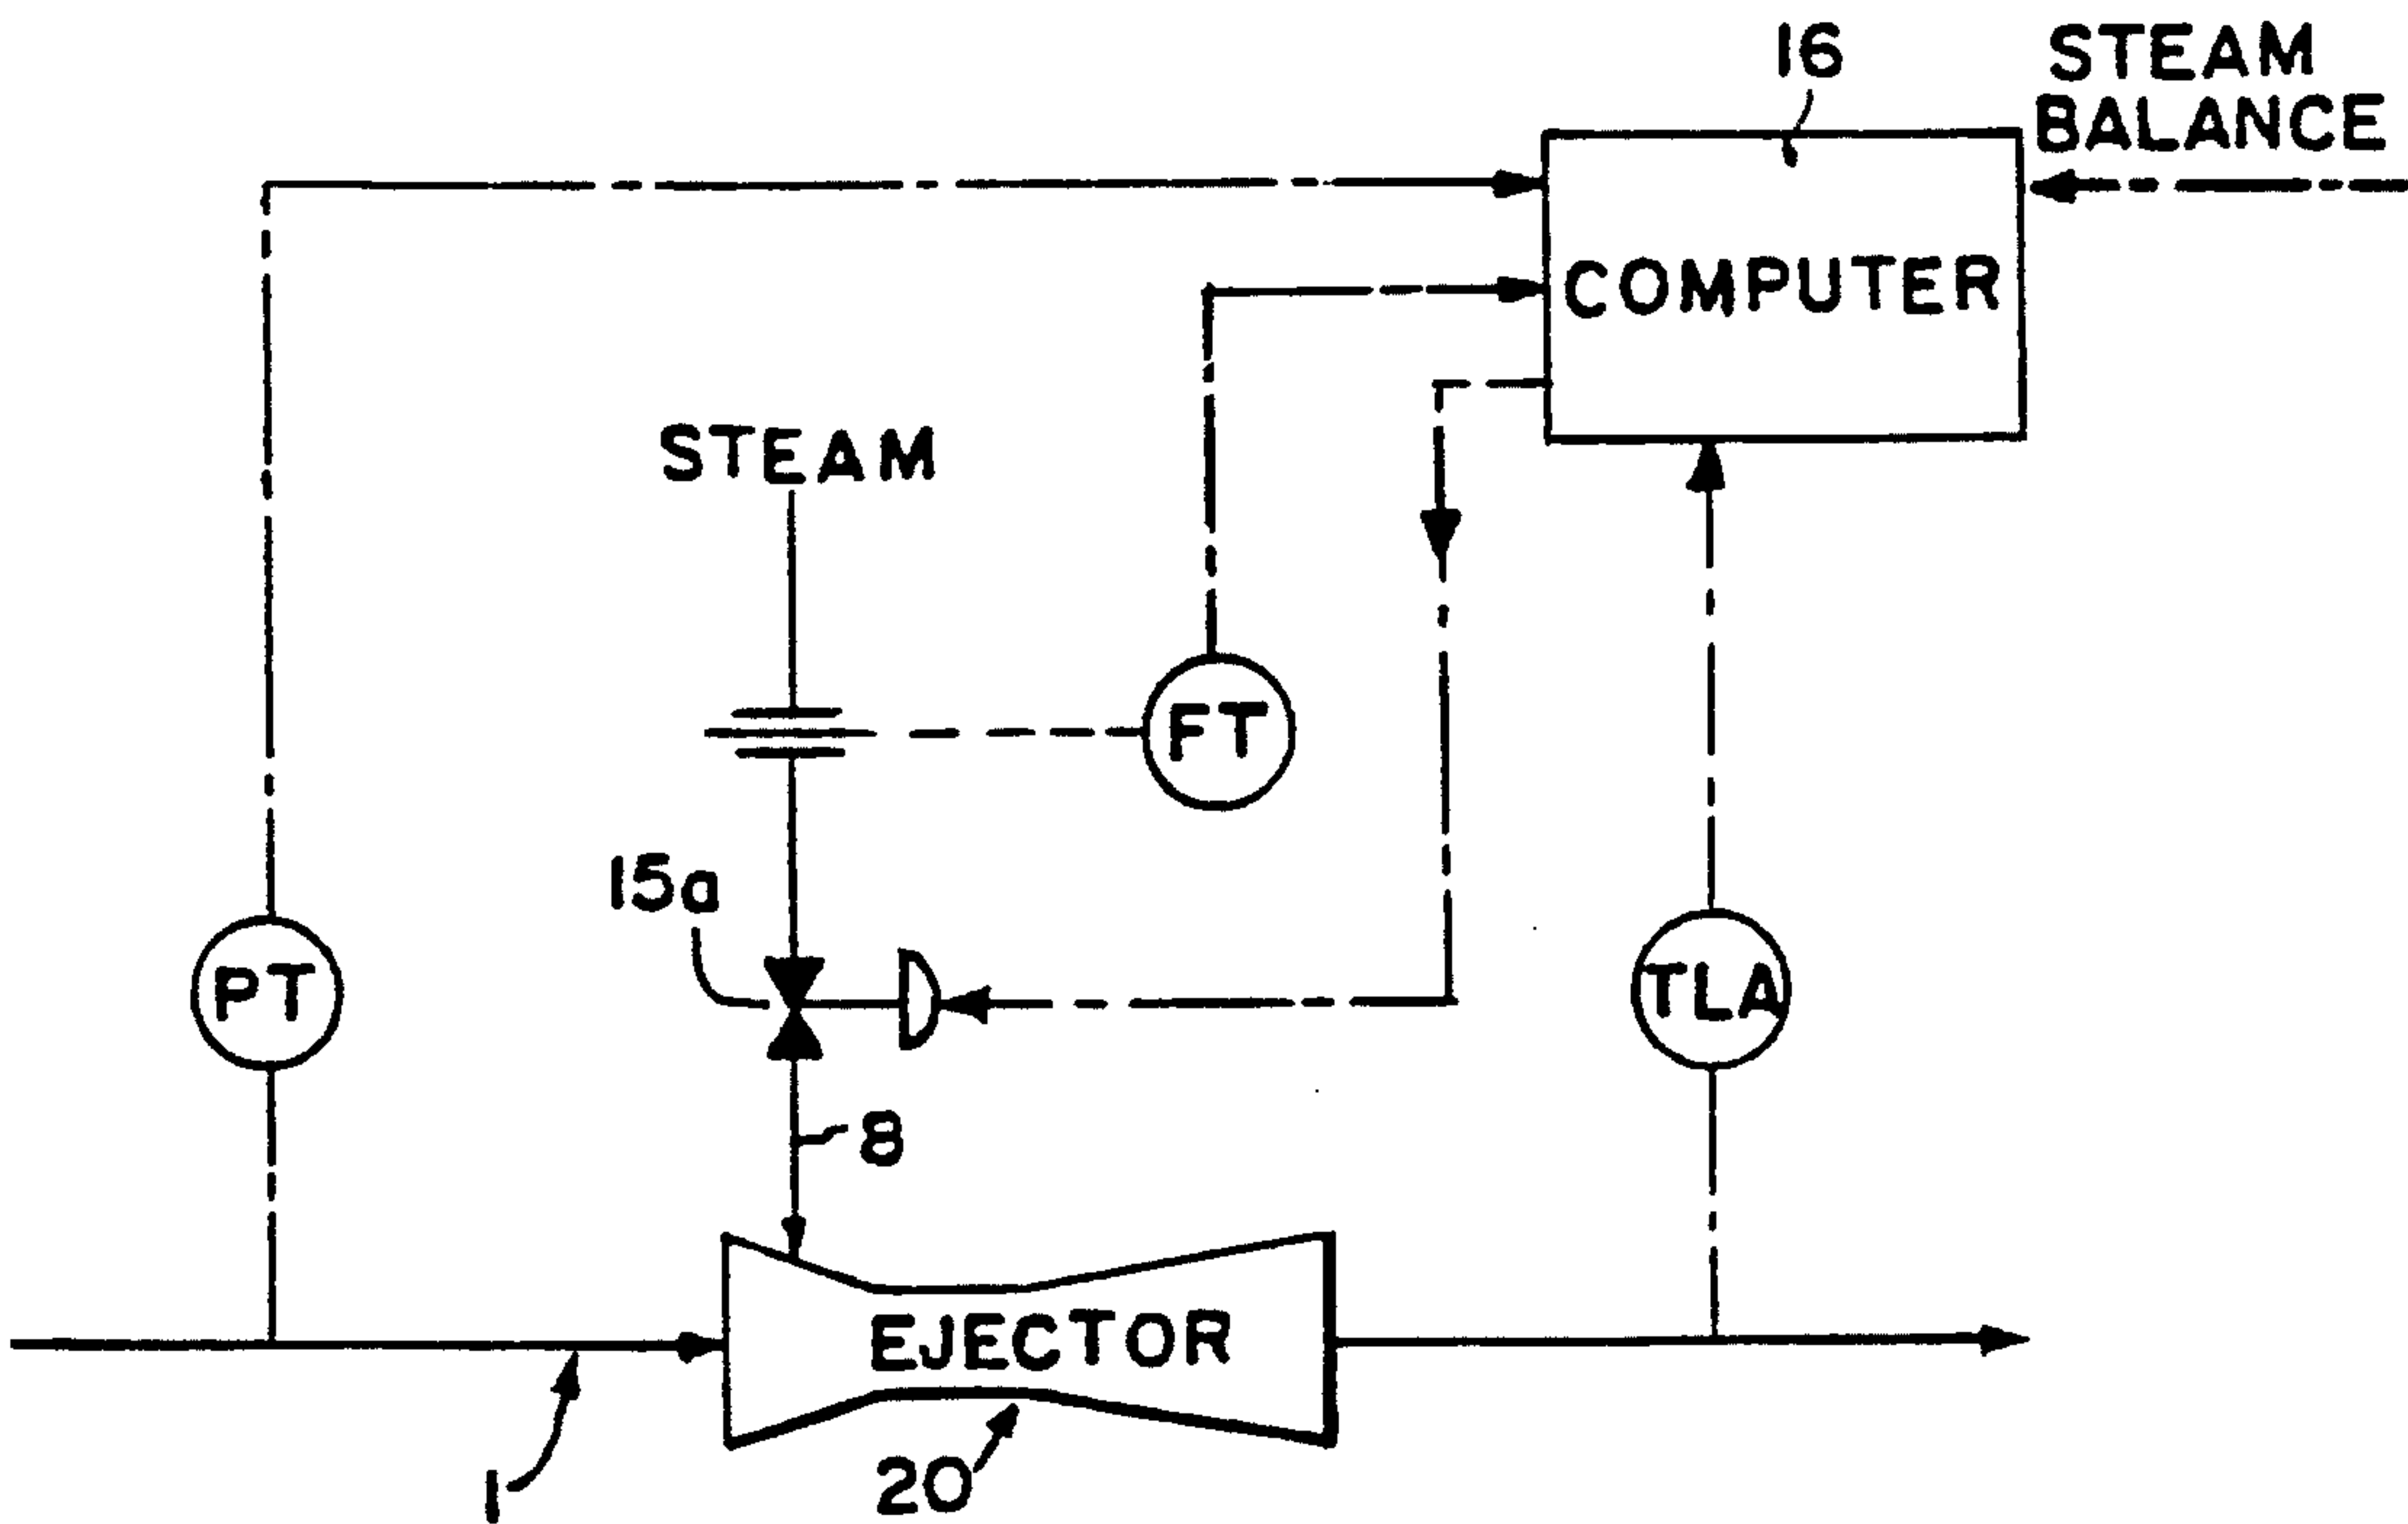 16
STEAM
BALANCE
COMPUTER
STEAM
FT
15a
PT
TLA
8
EJECTOR
1
20